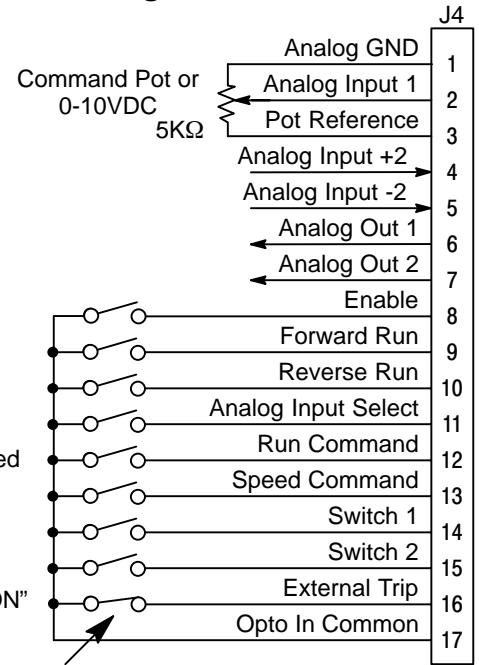 J4
Analog GND 1
Command Pot or
0-10VDC
5KΩ
Analog Input 1 2
Pot Reference 3
Analog Input +2 4
Analog Input -2 5
Analog Out 1 6
Analog Out 2 7
Enable 8
Forward Run 9
Reverse Run 10
Analog Input Select 11
Run Command 12
Speed Command 13
Switch 1 14
Switch 2 15
External Trip 16
Opto In Common 17